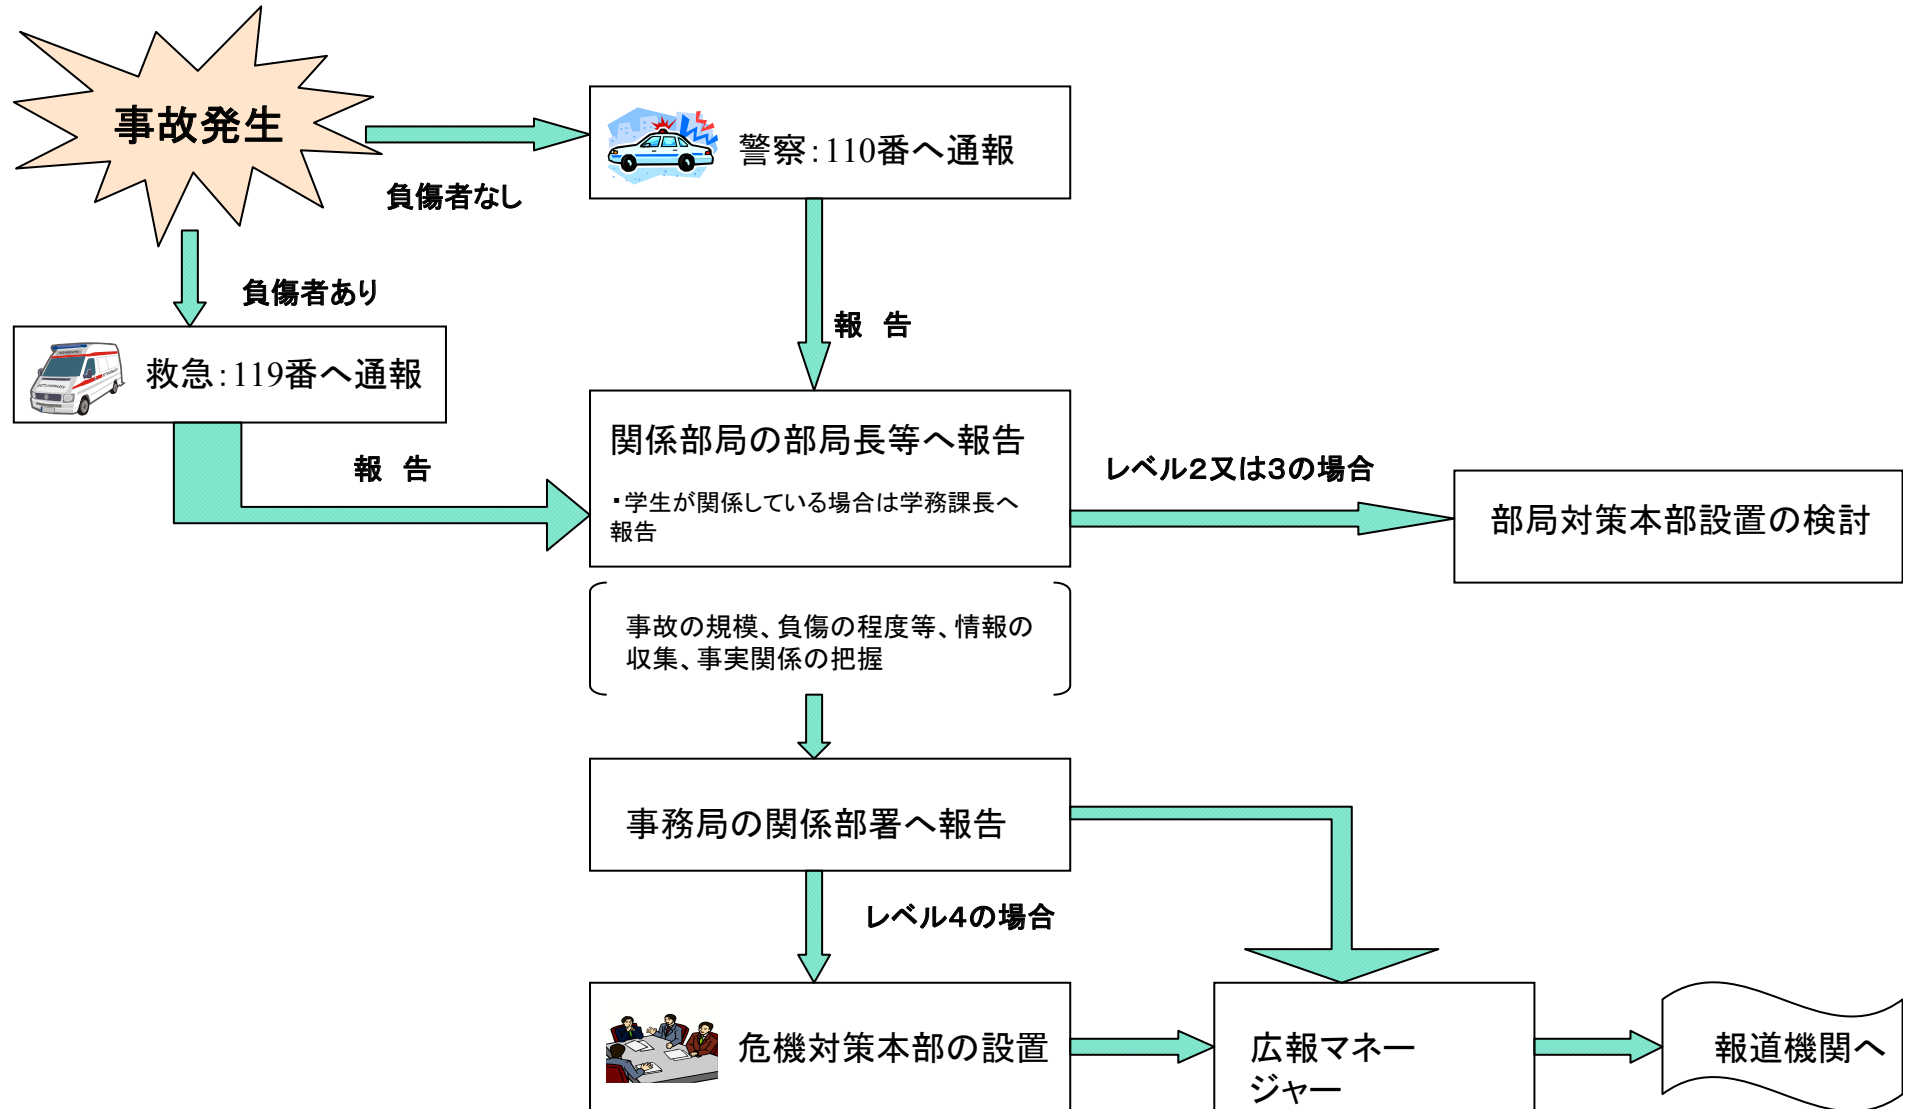 事故発生
警察:110番へ通報
負傷者なし
負傷者あり
救急:119番へ通報
報 告
報 告
関係部局の部局長等へ報告
・学生が関係している場合は学務課長へ
報告
レベル2又は3の場合
部局対策本部設置の検討
事故の規模、負傷の程度等、情報の
収集、事実関係の把握
事務局の関係部署へ報告
レベル4の場合
危機対策本部の設置
広報マネー
ジャー
報道機関へ